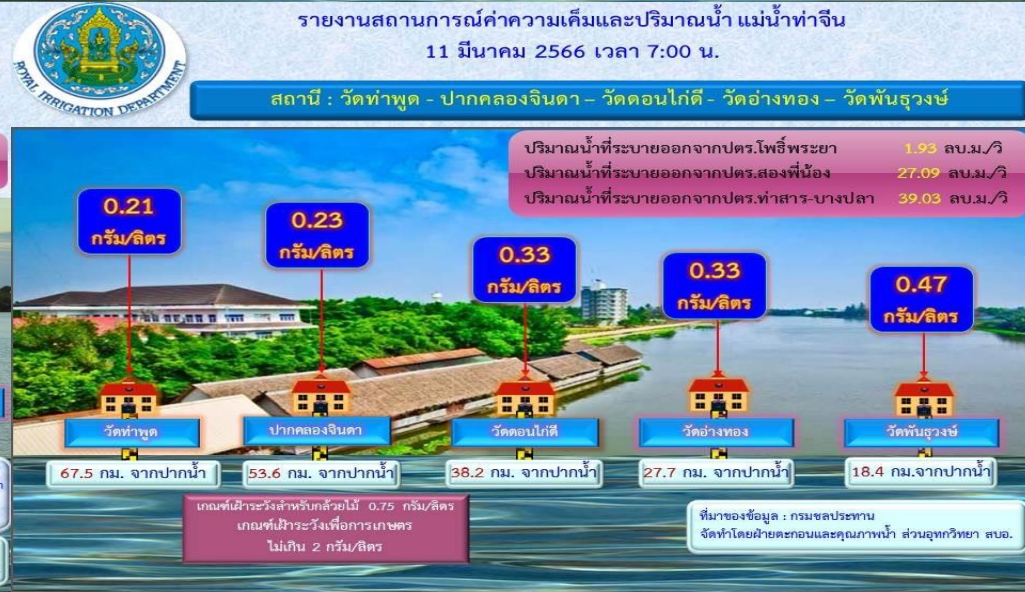 รายงานสถานการณ์ค่าความเค็มและปริมาณน้ำ แม่น้ำท่าจีน
11 มีนาคม 2566 เวลา 7:00 น.
ROYAL IRRIGATION DEPARTMENT
สถานี : วัดท่าพูด - ปากคลองจินดา – วัดดอนไก่ดี - วัดอ่างทอง – วัดพันธุวงษ์
ปริมาณน้ำที่ระบายออกจากปตร.โพธิ์พระยา 1.93 ลบ.ม./วิ
ปริมาณน้ำที่ระบายออกจากปตร.สองพี่น้อง 27.09 ลบ.ม./วิ
ปริมาณน้ำที่ระบายออกจากปตร.ท่าสาร-บางปลา 39.03 ลบ.ม./วิ
0.21
กรัม/ลิตร
0.23
กรัม/ลิตร
0.33
กรัม/ลิตร
0.33
กรัม/ลิตร
0.47
กรัม/ลิตร
วัดท่าพูด
ปากคลองจินดา
วัดดอนไก่ดี
วัดอ่างทอง
วัดพันธุวงษ์
67.5 กม. จากปากน้ำ
53.6 กม. จากปากน้ำ
38.2 กม. จากปากน้ำ
27.7 กม. จากปากน้ำ
18.4 กม.จากปากน้ำ
เกณฑ์เฝ้าระวังสำหรับกล้วยไม้ 0.75 กรัม/ลิตร
เกณฑ์เฝ้าระวังเพื่อการเกษตร
ไม่เกิน 2 กรัม/ลิตร
ที่มาของข้อมูล : กรมชลประทาน
จัดทำโดยฝ่ายตะกอนและคุณภาพน้ำ ส่วนอุทกวิทยา สบอ.